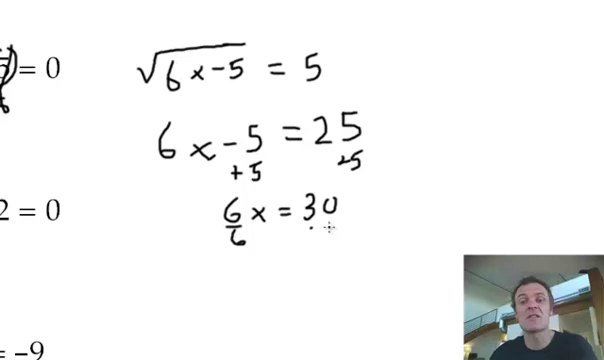 = 0
√6x-5 = 5
6x-5 = 25
+5 +5
2 = 0
6x = 30
6
= -9